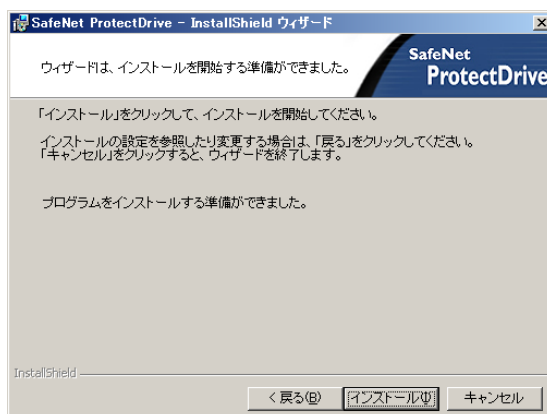 SafeNet ProtectDrive - InstallShield ウィザード
ウィザードは、インストールを開始する準備ができました。
SafeNet
ProtectDrive
「インストール」をクリックして、インストールを開始してください。
インストールの設定を参照したり変更する場合は、「戻る」をクリックしてください。
「キャンセル」をクリックすると、ウィザードを終了します。
プログラムをインストールする準備ができました。
InstallShield
< 戻る(B)
インストール(I)
キャンセル